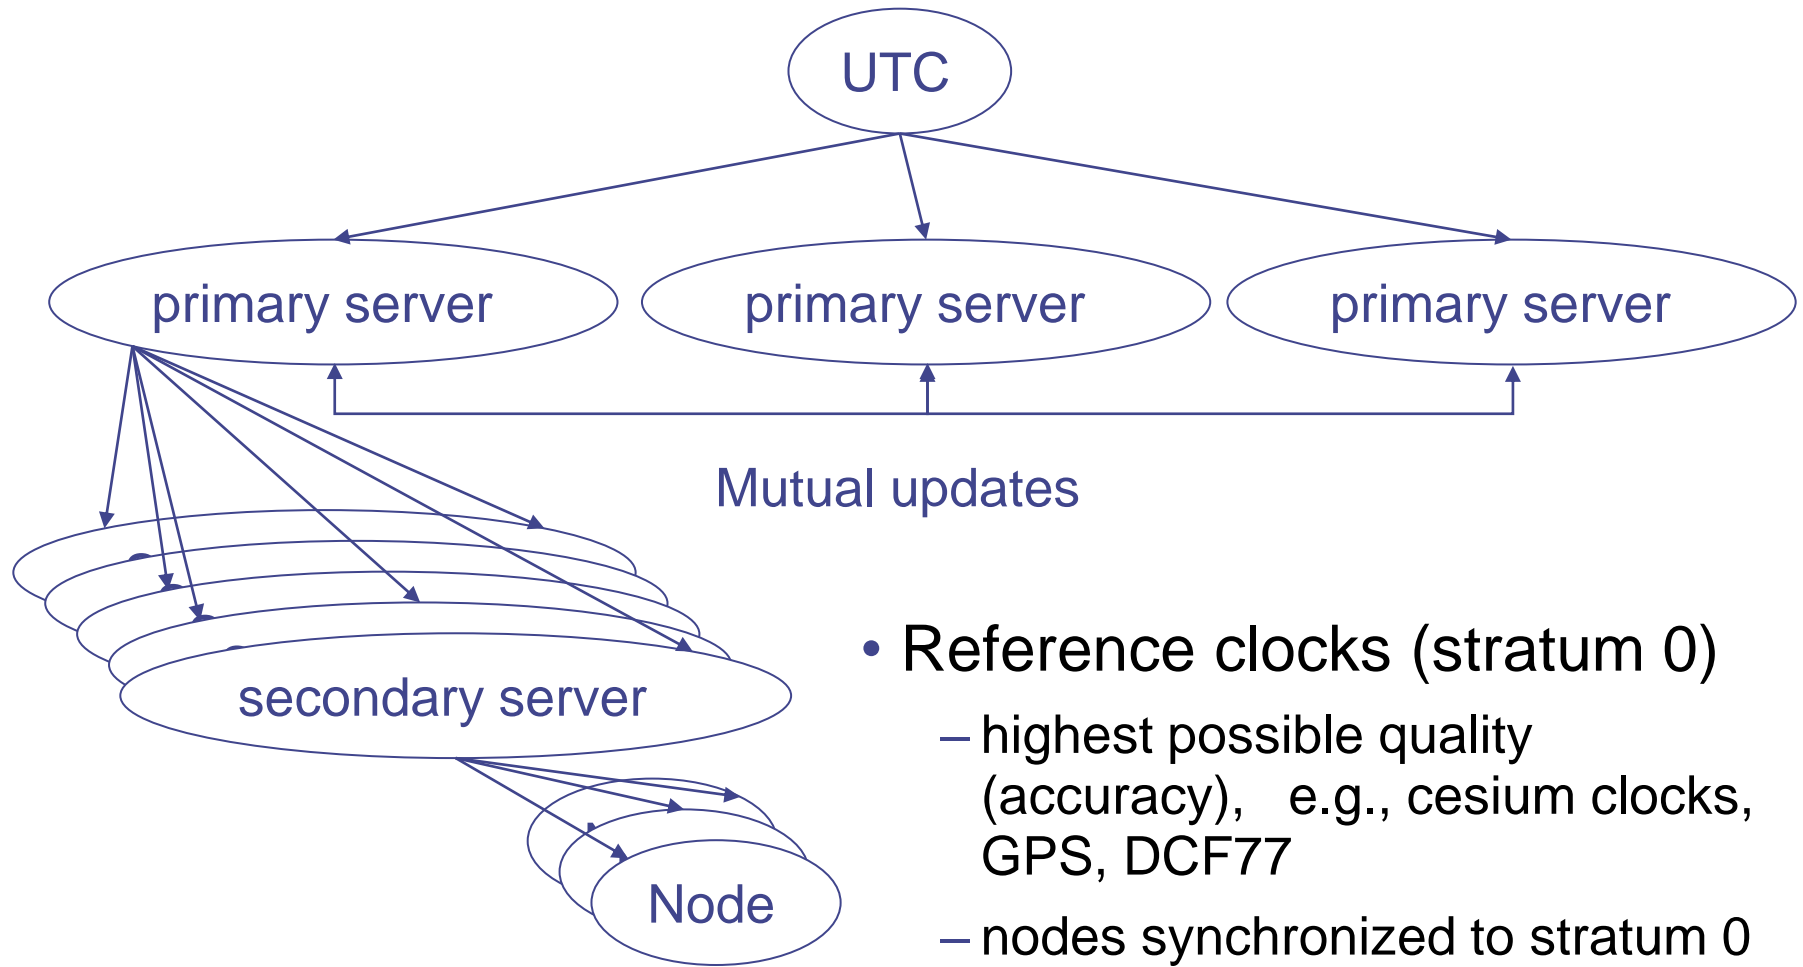 UTC
primary server
primary server
primary server
Mutual updates
secondary server
Node
• Reference clocks (stratum 0)
– highest possible quality
(accuracy), e.g., cesium clocks,
GPS, DCF77
– nodes synchronized to stratum 0